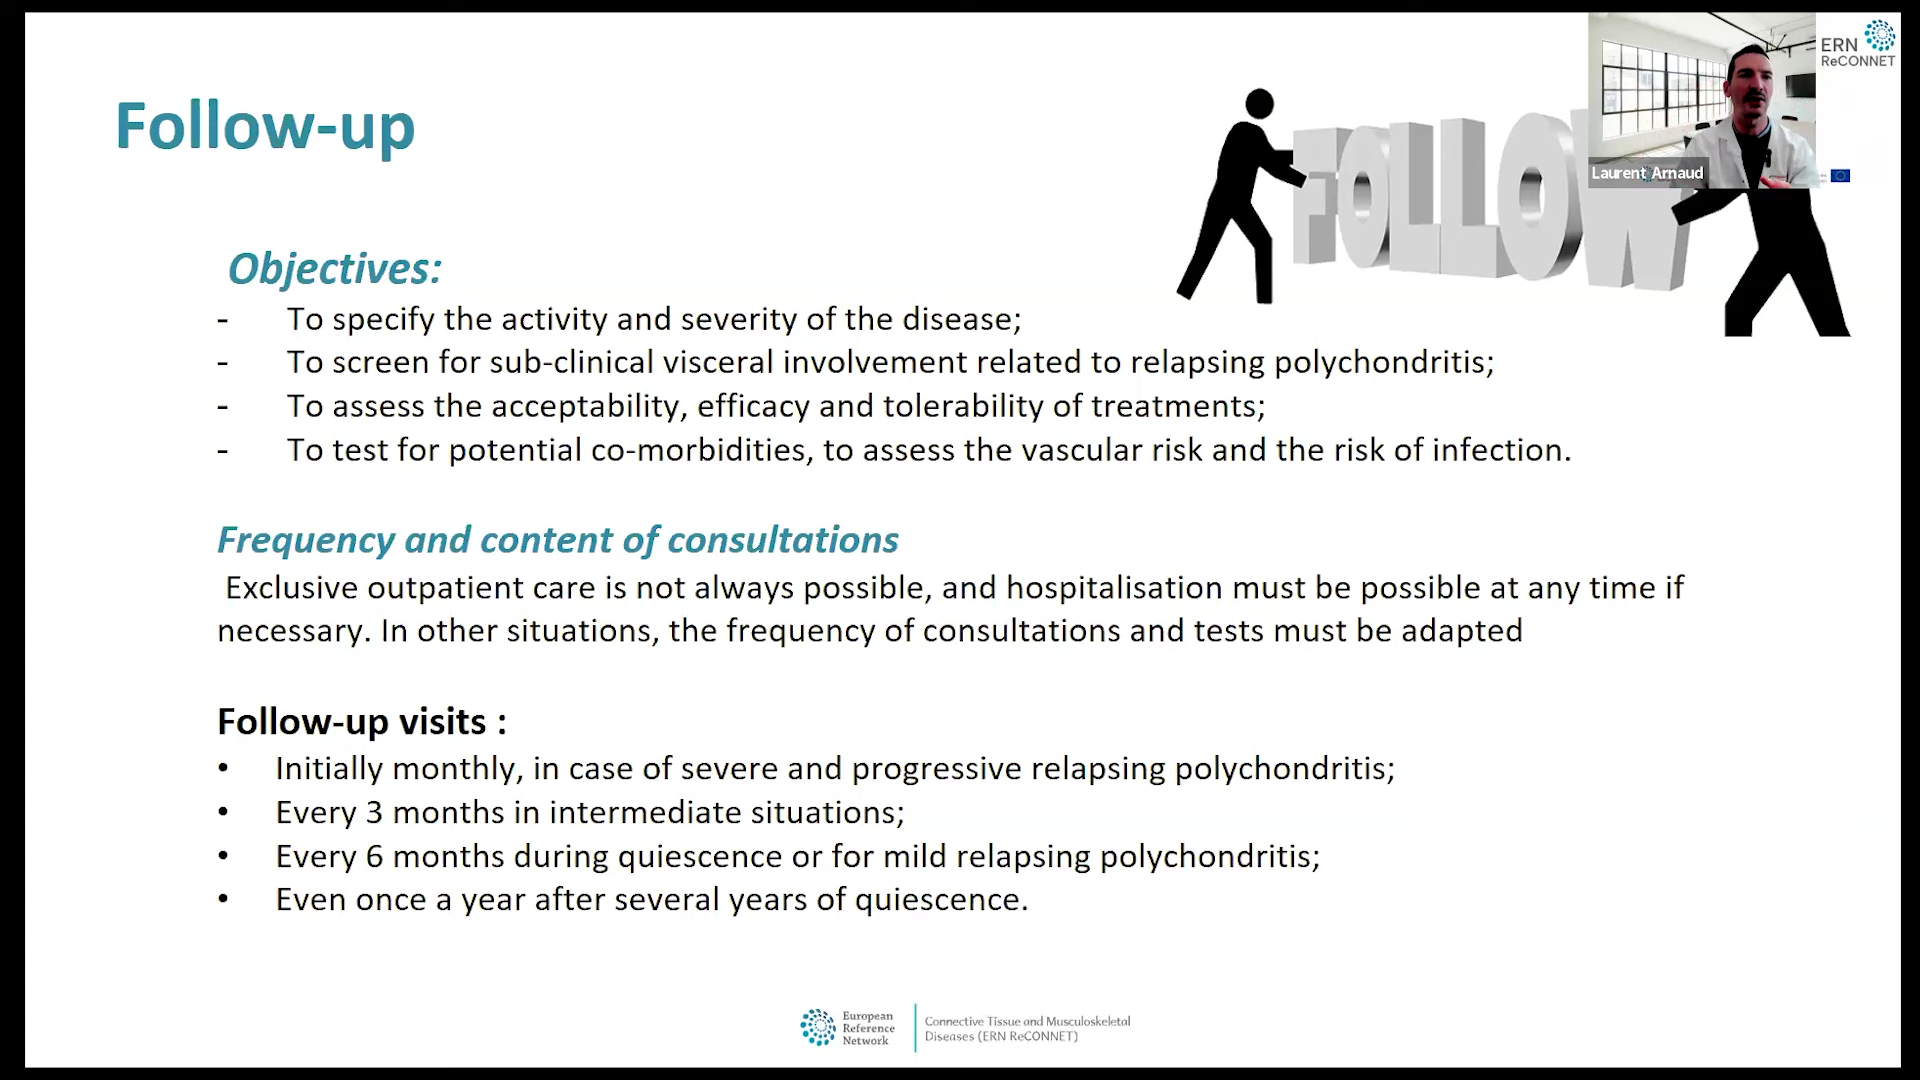 Follow-up
FOLLOW
Laurent Arnaud
ERN
ReCONNET
Objectives:
- To specify the activity and severity of the disease;
- To screen for sub-clinical visceral involvement related to relapsing polychondritis;
- To assess the acceptability, efficacy and tolerability of treatments;
- To test for potential co-morbidities, to assess the vascular risk and the risk of infection.
Frequency and content of consultations
Exclusive outpatient care is not always possible, and hospitalisation must be possible at any time if
necessary. In other situations, the frequency of consultations and tests must be adapted
Follow-up visits :
• Initially monthly, in case of severe and progressive relapsing polychondritis;
• Every 3 months in intermediate situations;
• Every 6 months during quiescence or for mild relapsing polychondritis;
• Even once a year after several years of quiescence.
European
Reference
Network
Connective Tissue and Musculoskeletal
Diseases (ERN ReCONNET)